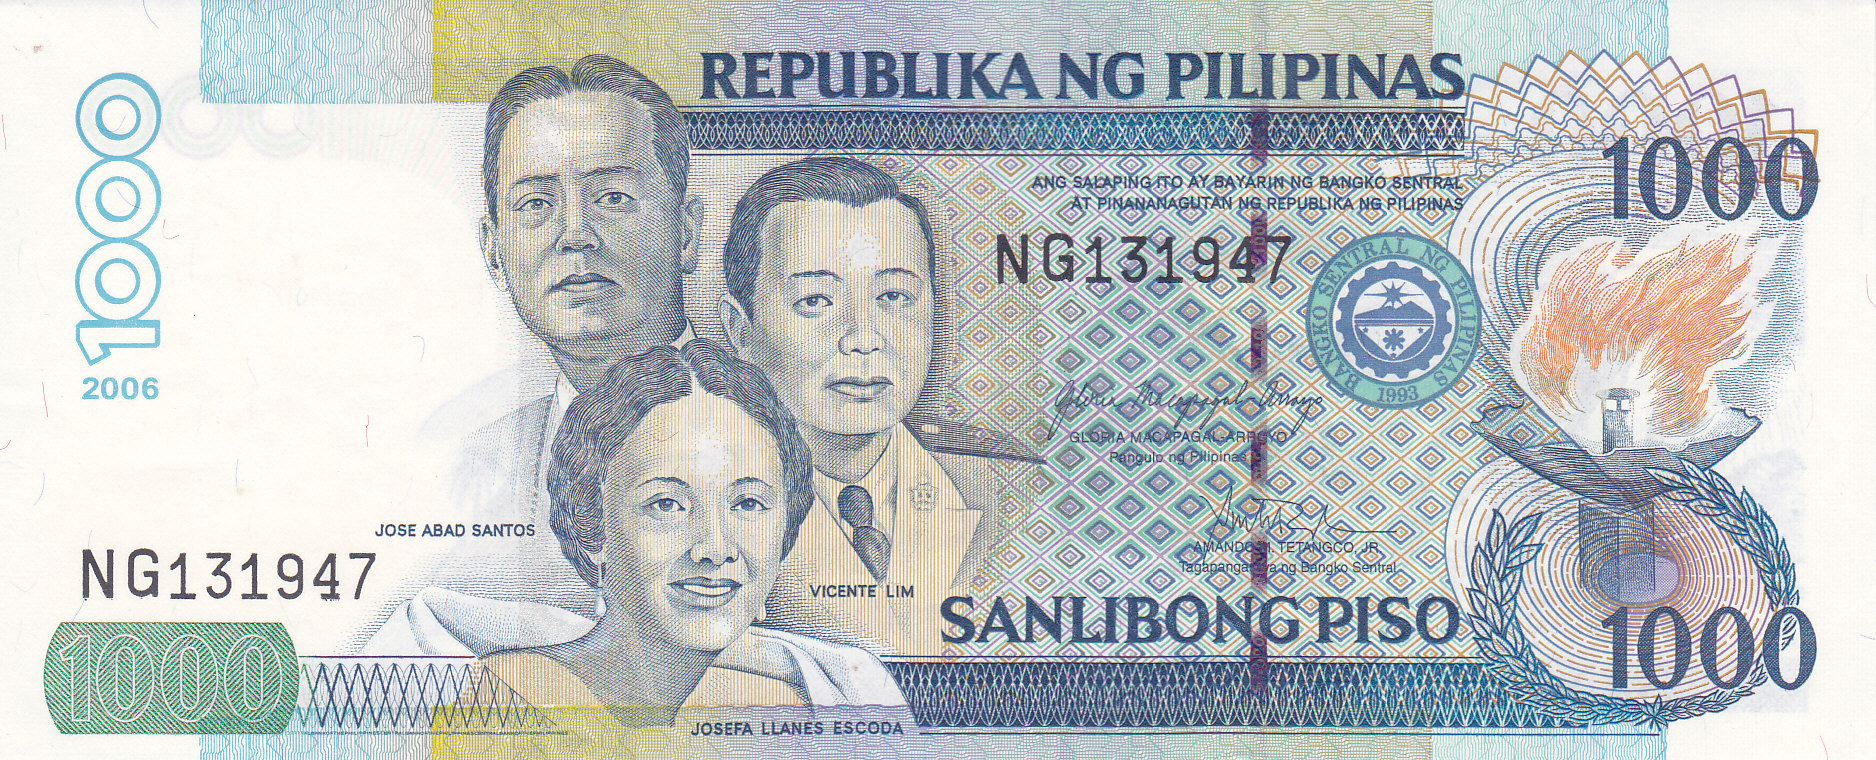 REPUBLIKA NG PILIPINAS
1000
2006
1000
ANG SALAPING ITO AY BAYARIN NG BANGKO SENTRAL
AT PINANANAGUTAN NG REPUBLIKA NG PILIPINAS
NG131947
BANGKO SENTRAL NG PILIPINAS
1993
Gloria Macapagal-Arroyo
GLORIA MACAPAGAL-ARROYO
Pangulo ng Pilipinas
AMANDO M. TETANGCO, JR.
Tagapangasiwa ng Bangko Sentral
JOSE ABAD SANTOS
NG131947
VICENTE LIM
SANLIBONG PISO
1000
1000
JOSEFA LLANES ESCODA